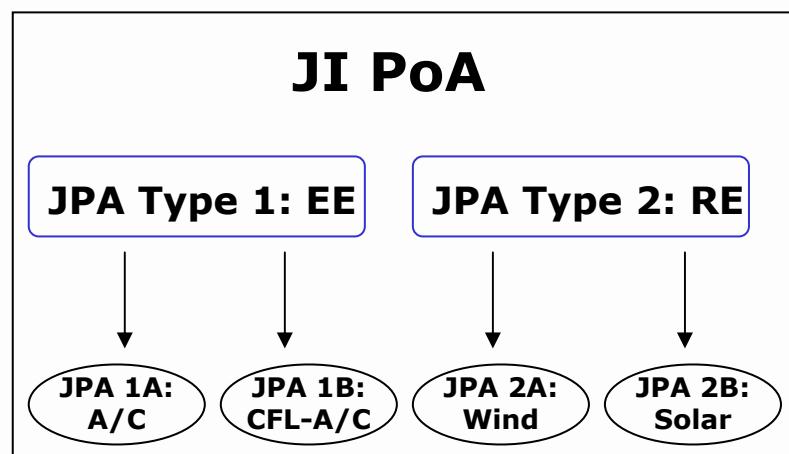 JI PoA
JPA Type 1: EE
JPA Type 2: RE
JPA 1A:
A/C
JPA 1B:
CFL-A/C
JPA 2A:
Wind
JPA 2B:
Solar